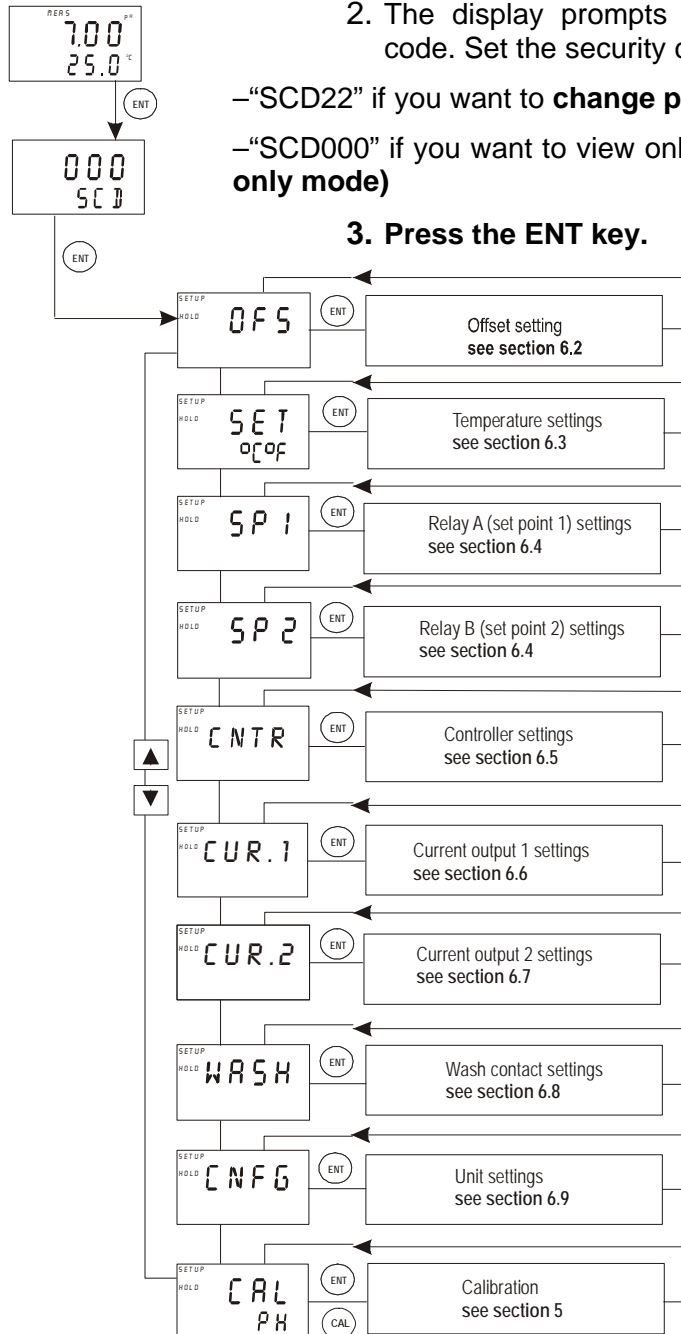 MEAS
7.00 pH
25.0 °C
ENT
000
SCD
ENT
2. The display prompts
code. Set the security
–“SCD22” if you want to change p
–“SCD000” if you want to view onl
only mode)
3. Press the ENT key.
SETUP
HOLD
OFS
ENT
Offset setting
see section 6.2
SETUP
HOLD
SET
°C°F
ENT
Temperature settings
see section 6.3
SETUP
HOLD
SP1
ENT
Relay A (set point 1) settings
see section 6.4
SETUP
HOLD
SP2
ENT
Relay B (set point 2) settings
see section 6.4
SETUP
HOLD
CNTR
ENT
Controller settings
see section 6.5
SETUP
HOLD
CUR.1
ENT
Current output 1 settings
see section 6.6
SETUP
HOLD
CUR.2
ENT
Current output 2 settings
see section 6.7
SETUP
HOLD
WASH
ENT
Wash contact settings
see section 6.8
SETUP
HOLD
CNFG
ENT
Unit settings
see section 6.9
SETUP
HOLD
CAL
PH
ENT
CAL
Calibration
see section 5